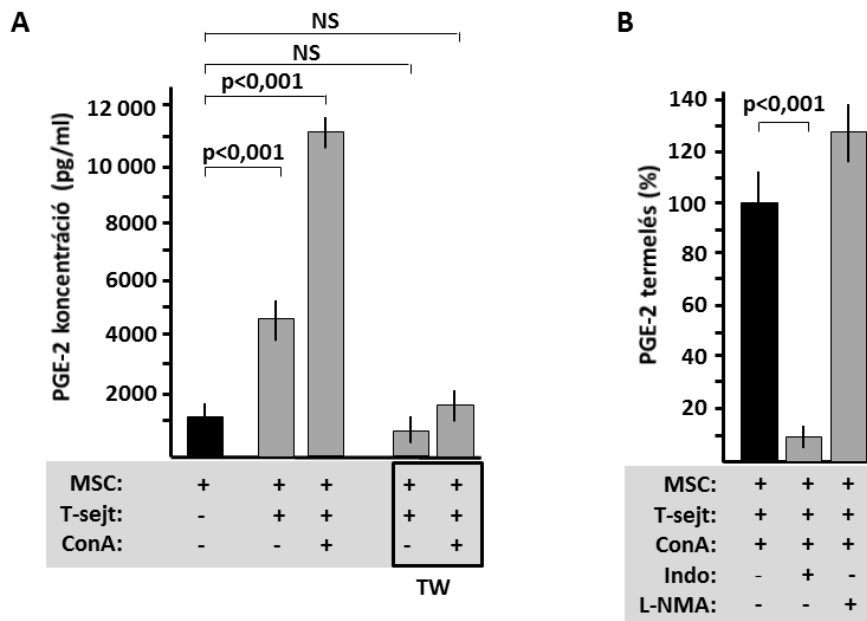 A
NS
NS
p<0,001
p<0,001
PGE-2 koncentráció (pg/ml)
12 000
10 000
8000
6000
4000
2000
MSC: + + + + +
T-sejt: - + + + +
ConA: - - + - +
TW
B
p<0,001
PGE-2 termelés (%)
140
120
100
80
60
40
20
MSC: + + +
T-sejt: + + +
ConA: + + +
Indo: - + -
L-NMA: - - +